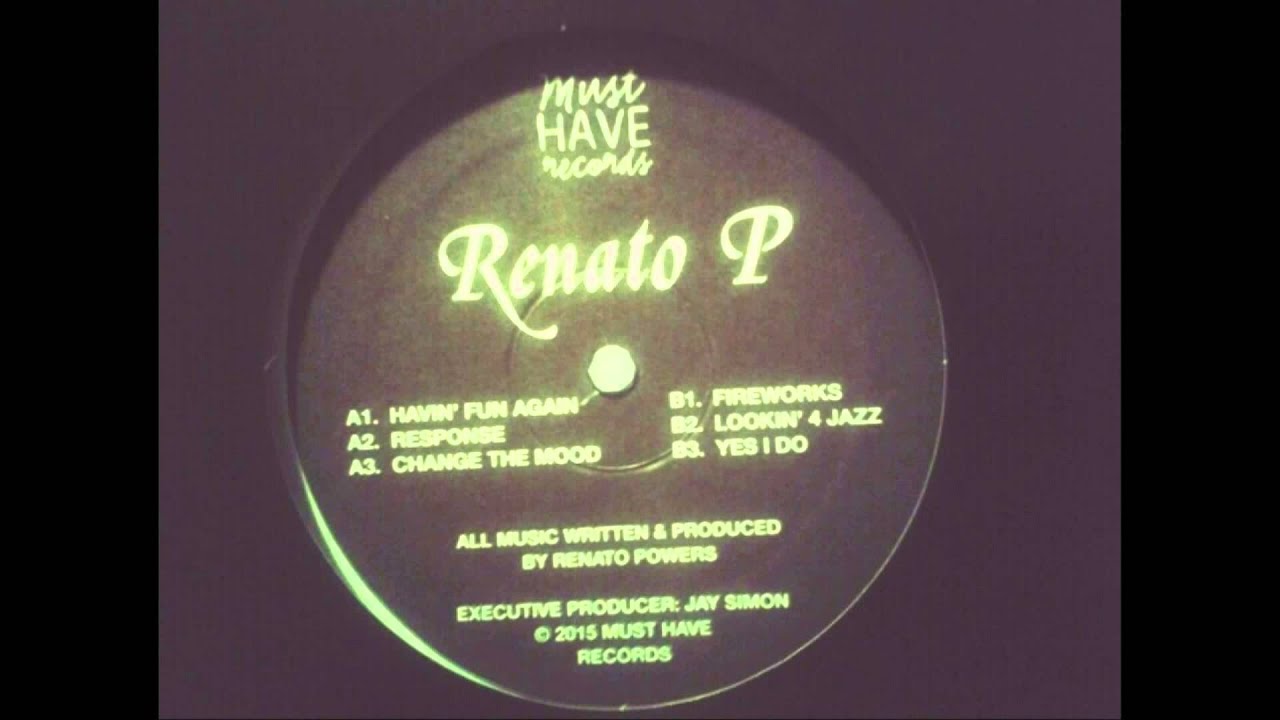 Must
HAVE
records
Renato P
A1. HAVIN' FUN AGAIN
A2. RESPONSE
A3. CHANGE THE MOOD
B1. FIREWORKS
B2. LOOKIN' 4 JAZZ
B3. YES I DO
ALL MUSIC WRITTEN & PRODUCED
BY RENATO POWERS
EXECUTIVE PRODUCER: JAY SIMON
© 2015 MUST HAVE
RECORDS